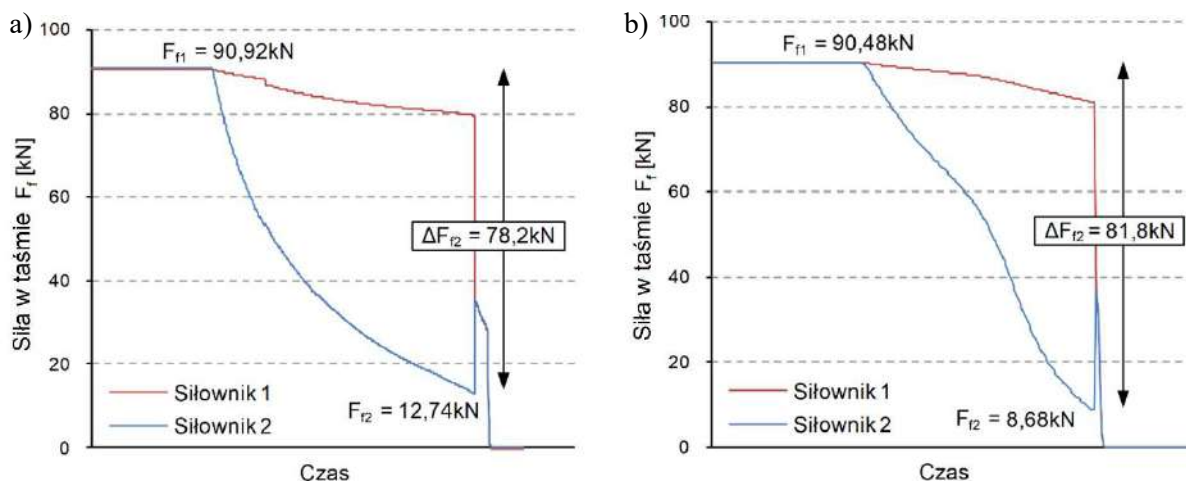 a)
100
80
60
40
20
0
Siła w taśmie F_f [kN]
F_f1 = 90,92kN
ΔF_f2 = 78,2kN
F_f2 = 12,74kN
Siłownik 1
Siłownik 2
Czas
b)
100
80
60
40
20
0
Siła w taśmie F_f [kN]
F_f1 = 90,48kN
ΔF_f2 = 81,8kN
F_f2 = 8,68kN
Siłownik 1
Siłownik 2
Czas